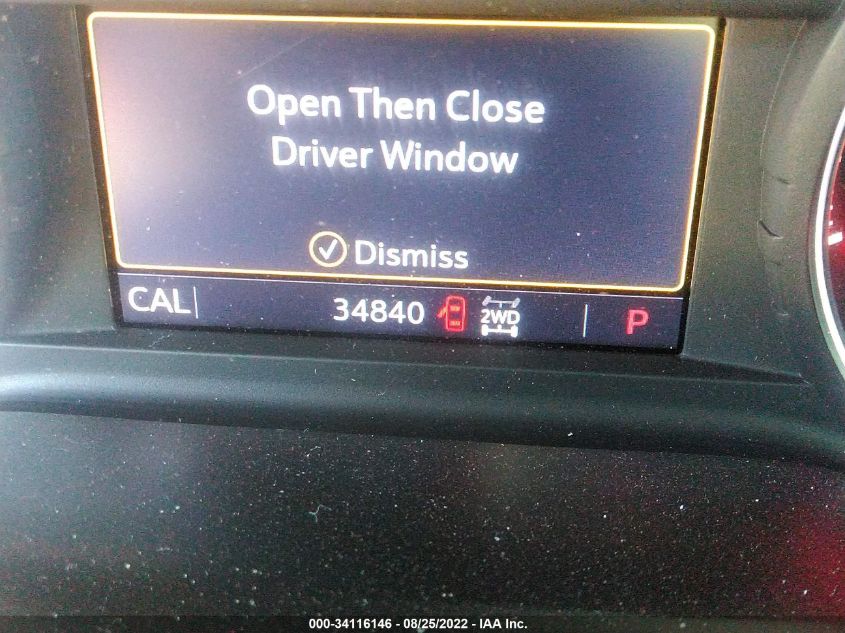 Open Then Close
Driver Window
Dismiss
CAL 34840 2WD P
000-34116146 - 08/25/2022 - IAA Inc.